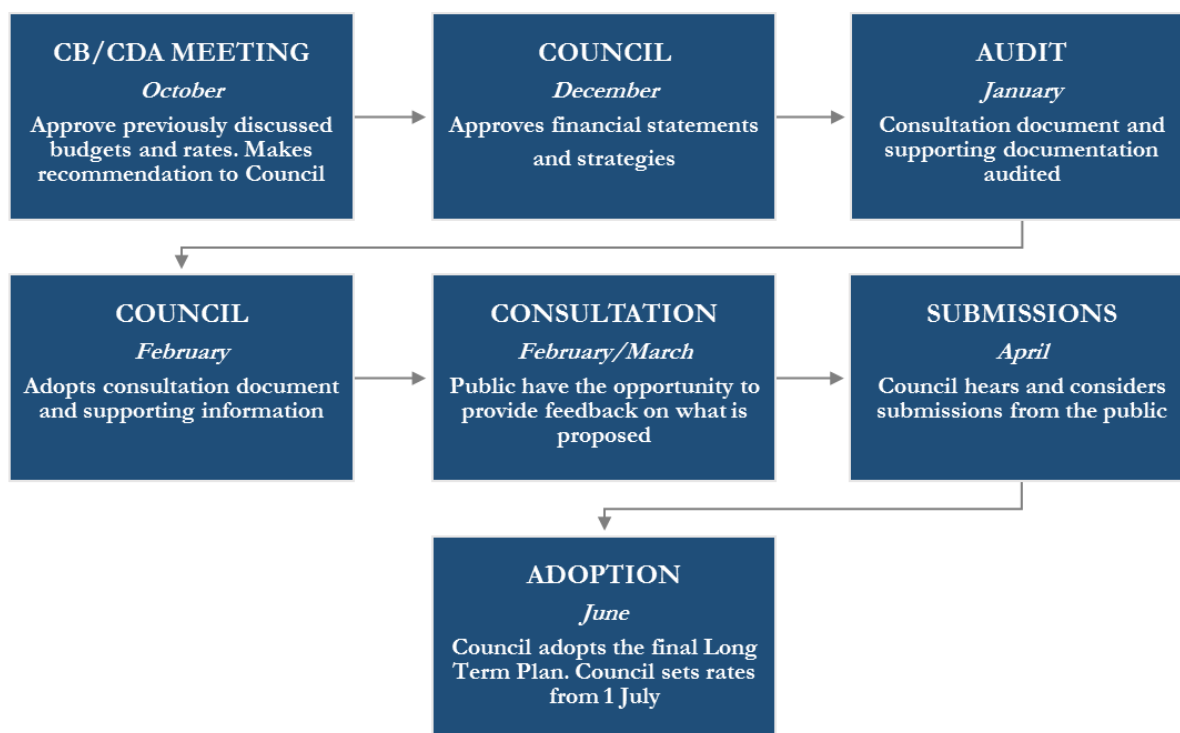 CB/CDA MEETING
October
Approve previously discussed
budgets and rates. Makes
recommendation to Council
COUNCIL
December
Approves financial statements
and strategies
AUDIT
January
Consultation document and
supporting documentation
audited
COUNCIL
February
Adopts consultation document
and supporting information
CONSULTATION
February/March
Public have the opportunity to
provide feedback on what is
proposed
SUBMISSIONS
April
Council hears and considers
submissions from the public
ADOPTION
June
Council adopts the final Long
Term Plan. Council sets rates
from 1 July